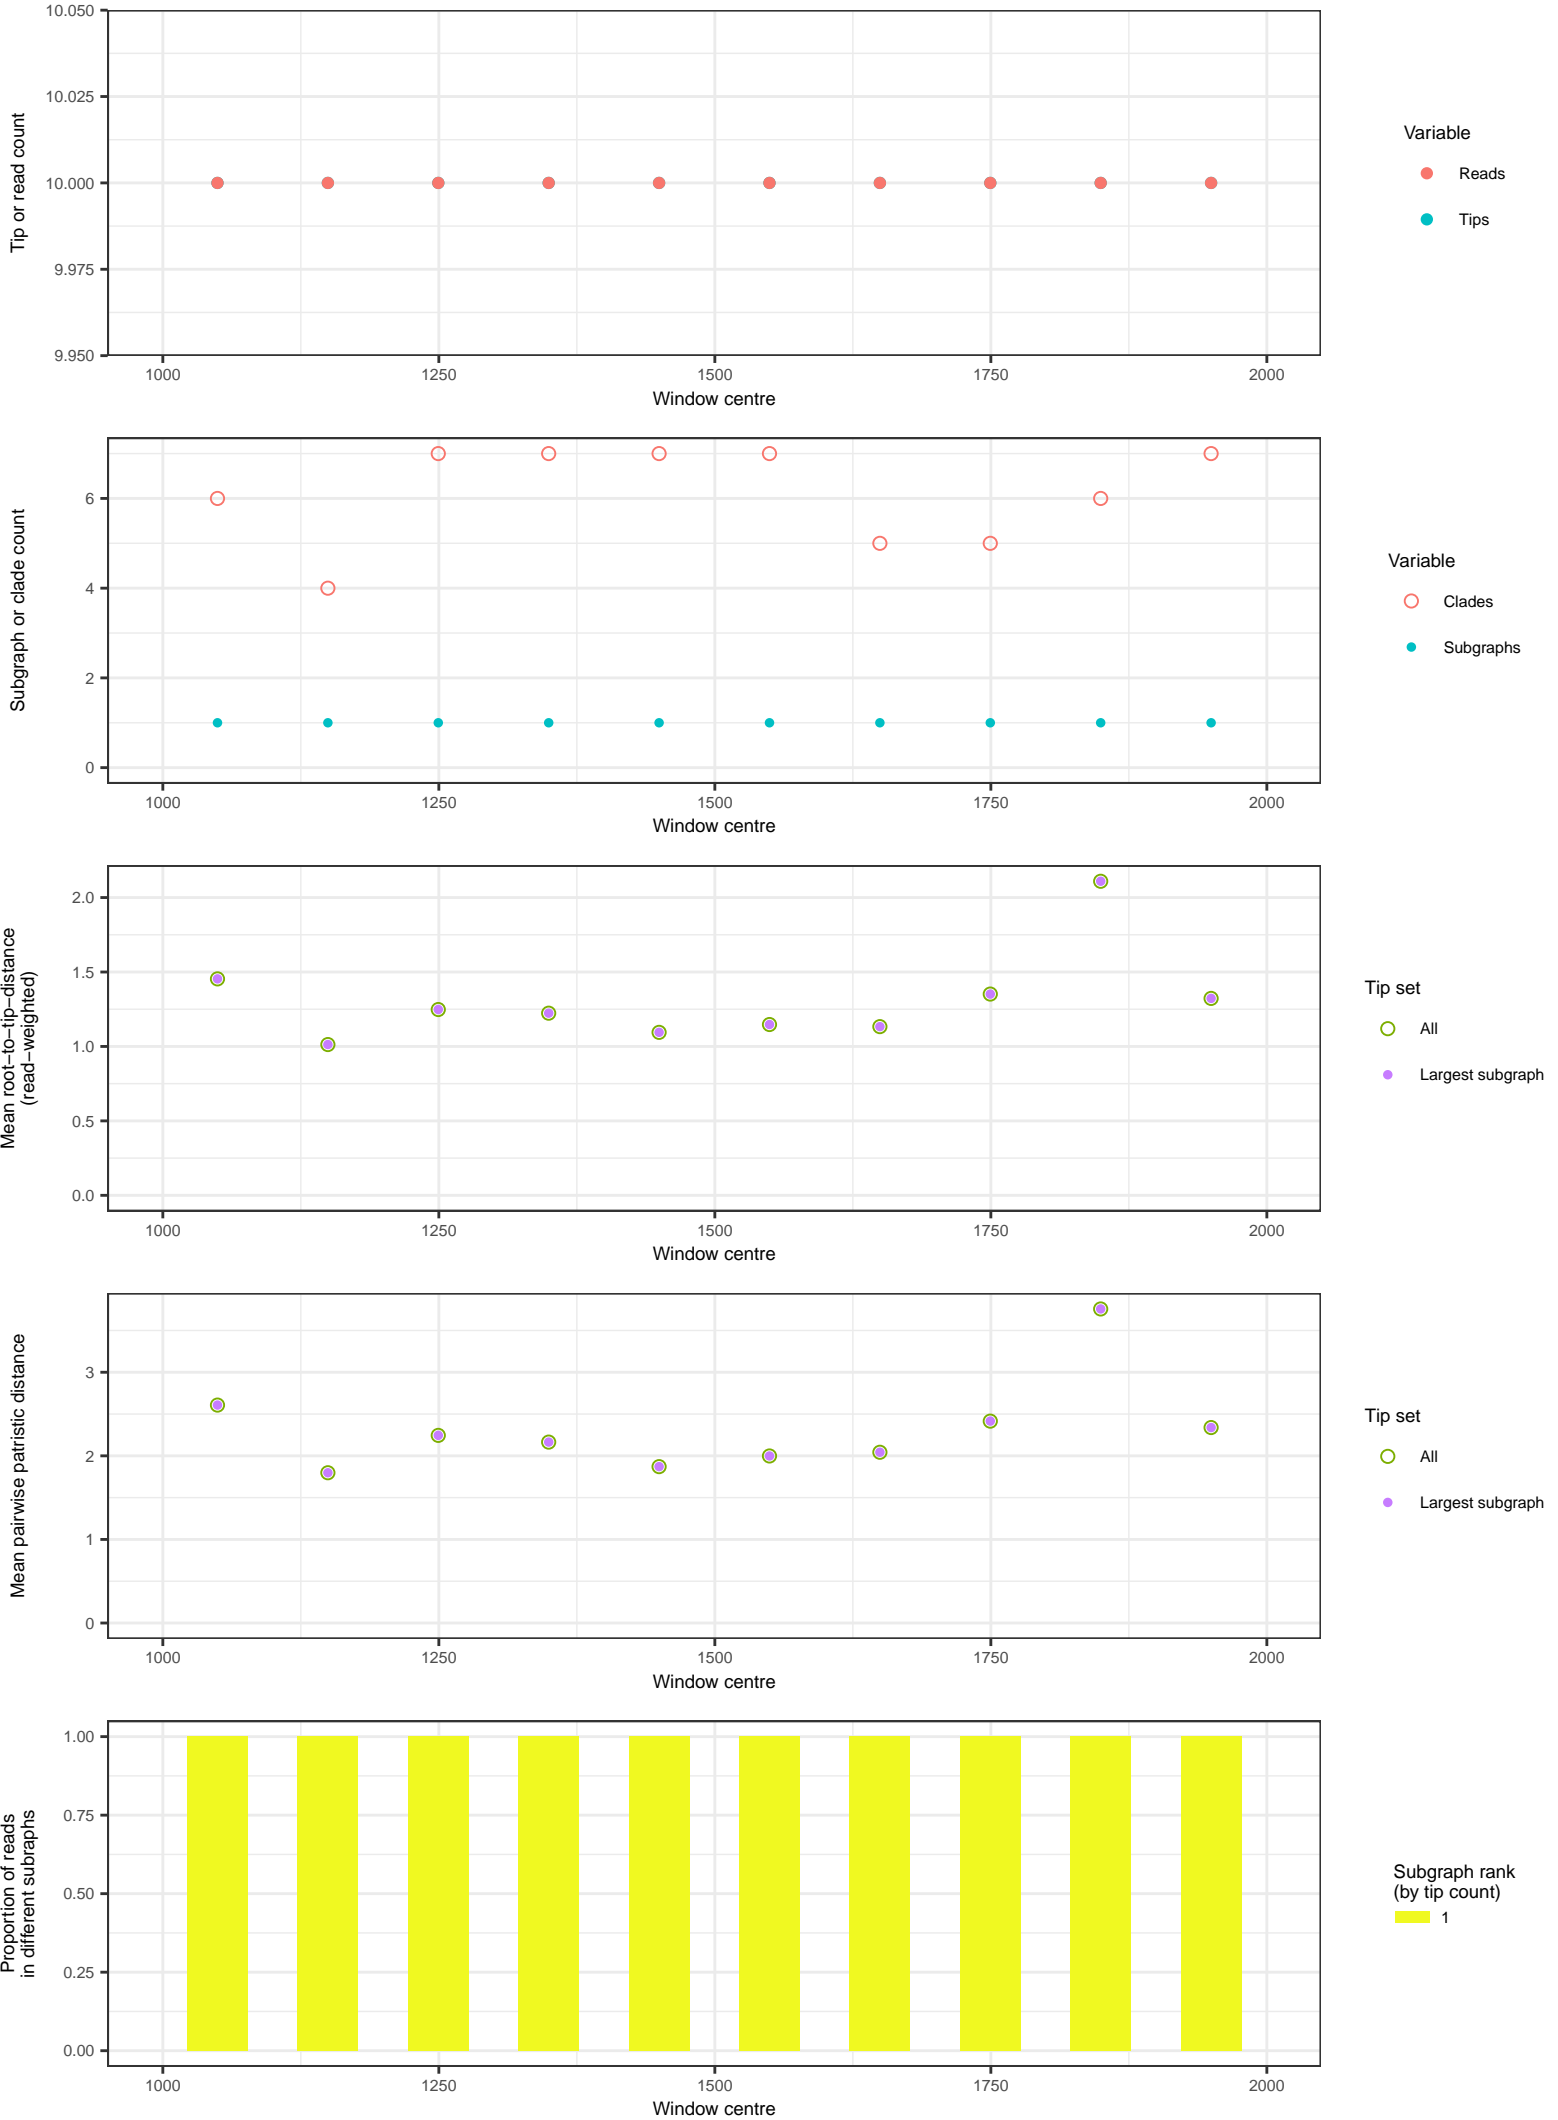 10.050
10.025
10.000
9.975
9.950
Tip or read count
1000 1250 1500 1750 2000
Window centre
Variable
Reads
Tips
6
4
2
0
Subgraph or clade count
1000 1250 1500 1750 2000
Window centre
Variable
Clades
Subgraphs
2.0
1.5
1.0
0.5
0.0
Mean root−to−tip−distance
(read−weighted)
1000 1250 1500 1750 2000
Window centre
Tip set
All
Largest subgraph
3
2
1
0
Mean pairwise patristic distance
1000 1250 1500 1750 2000
Window centre
Tip set
All
Largest subgraph
1.00
0.75
0.50
0.25
0.00
Proportion of reads
in different subraphs
1000 1250 1500 1750 2000
Window centre
Subgraph rank
(by tip count)
1